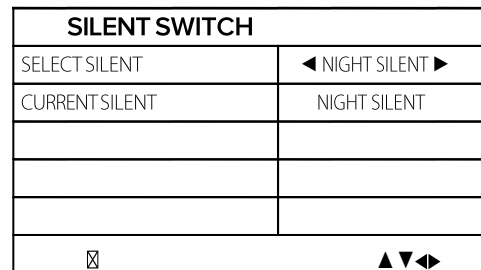 SILENT SWITCH
SELECT SILENT ◀ NIGHT SILENT ▶
CURRENT SILENT NIGHT SILENT
☒ ▲▼◀▶